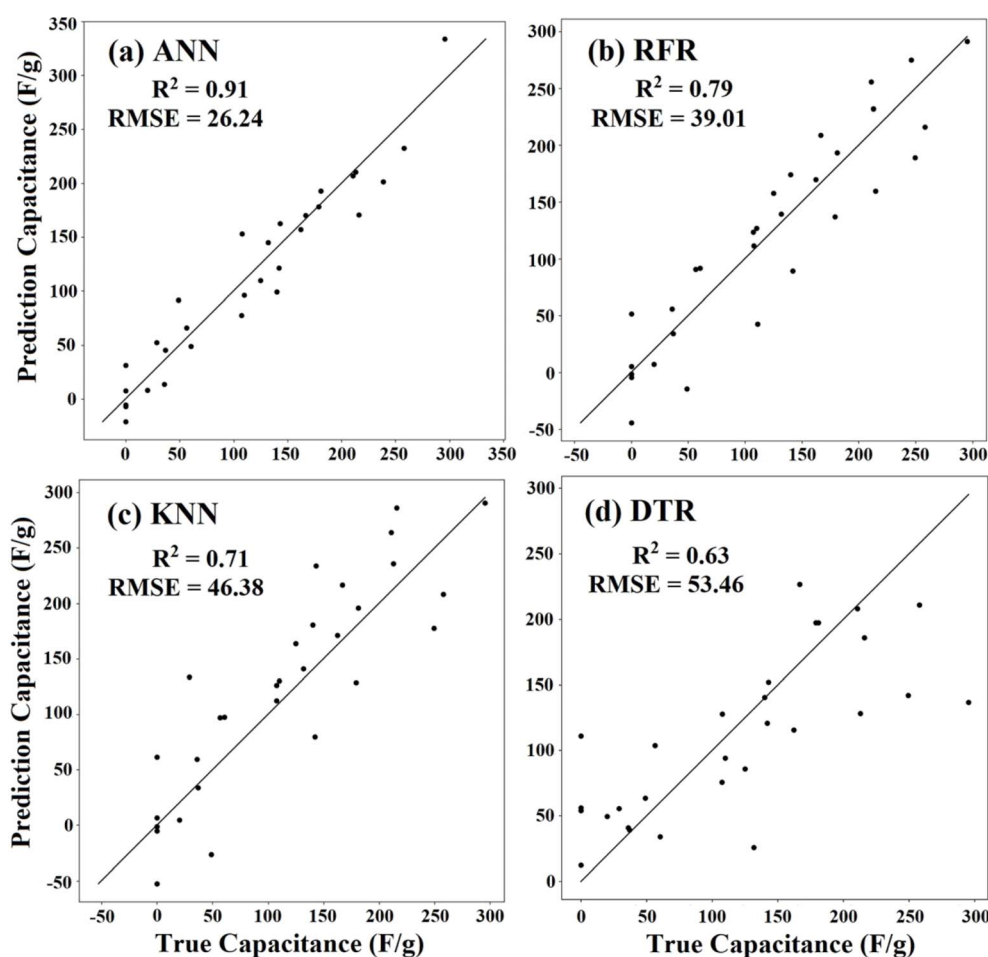 (a) ANN
R² = 0.91
RMSE = 26.24
350
300
250
200
150
100
50
0
0 50 100 150 200 250 300 350
Prediction Capacitance (F/g)
(b) RFR
R² = 0.79
RMSE = 39.01
300
250
200
150
100
50
0
-50
-50 0 50 100 150 200 250 300
(c) KNN
R² = 0.71
RMSE = 46.38
300
250
200
150
100
50
0
-50
-50 0 50 100 150 200 250 300
Prediction Capacitance (F/g)
True Capacitance (F/g)
(d) DTR
R² = 0.63
RMSE = 53.46
300
250
200
150
100
50
0
0 50 100 150 200 250 300
True Capacitance (F/g)